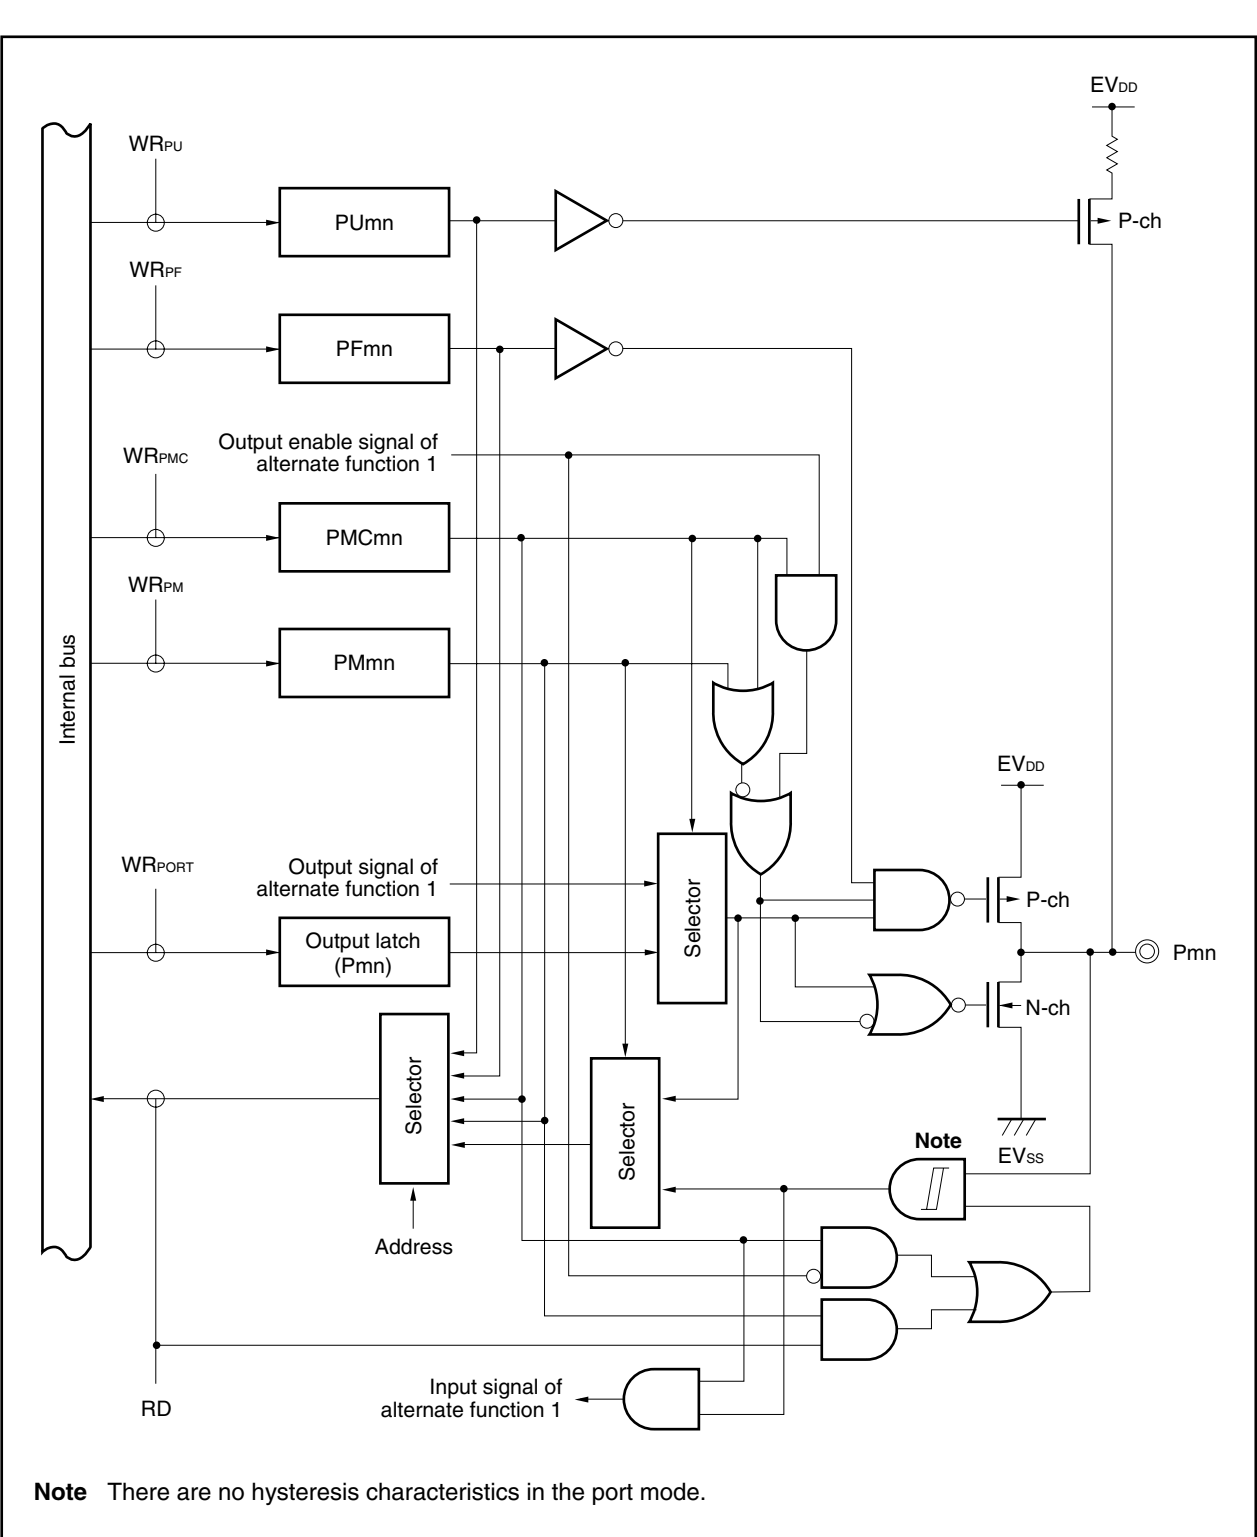 EVDD
WRPU
PUmn
P-ch
WRPF
PFmn
Output enable signal of
alternate function 1
WRPMC
PMCmn
WRPM
PMmn
Internal bus
EVDD
WRPORT
Output signal of
alternate function 1
Selector
P-ch
Output latch
(Pmn)
Pmn
N-ch
Selector
Selector
Note
EVSS
Address
Input signal of
alternate function 1
RD
Note There are no hysteresis characteristics in the port mode.